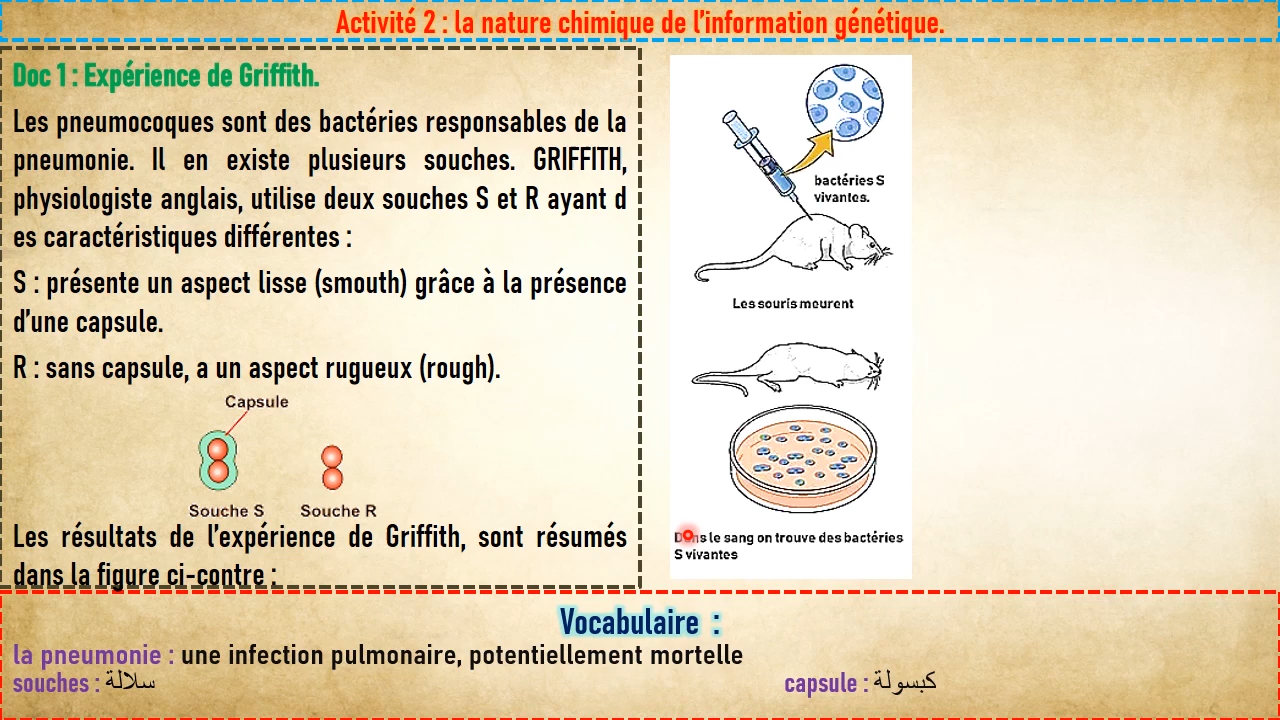 Activité 2 : la nature chimique de l'information génétique.
Doc 1 : Expérience de Griffith.
Les pneumocoques sont des bactéries responsables de la
pneumonie. Il en existe plusieurs souches. GRIFFITH,
physiologiste anglais, utilise deux souches S et R ayant d
es caractéristiques différentes :
S : présente un aspect lisse (smouth) grâce à la présence
d'une capsule.
R : sans capsule, a un aspect rugueux (rough).
Capsule
Souche S
Souche R
Les résultats de l'expérience de Griffith, sont résumés
dans la figure ci-contre :
bactéries S
vivantes.
Les souris meurent
Dans le sang on trouve des bactéries
S vivantes
Vocabulaire :
la pneumonie : une infection pulmonaire, potentiellement mortelle
souches : سلالة
capsule : كبسولة